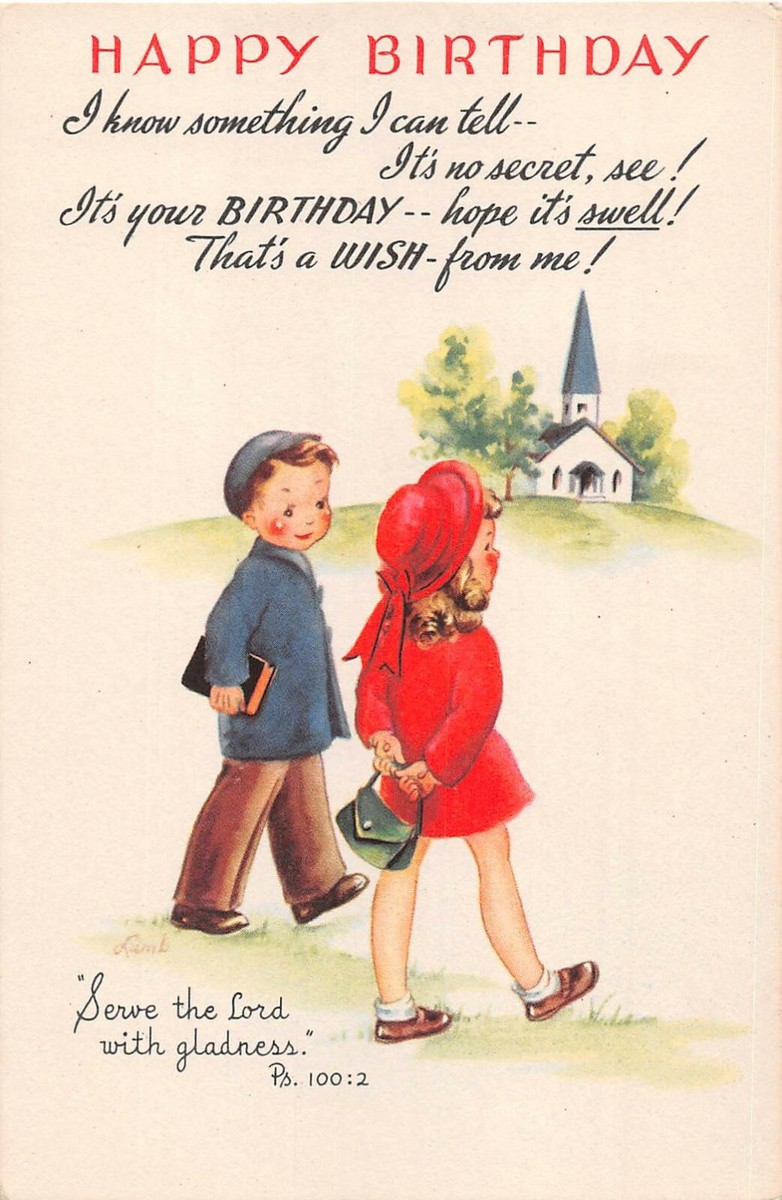 HAPPY BIRTHDAY
I know something I can tell--
It's no secret, see!
It's your BIRTHDAY-- hope it's swell!
That's a WISH-from me!
Lamb
"Serve the Lord
with gladness."
Ps. 100:2